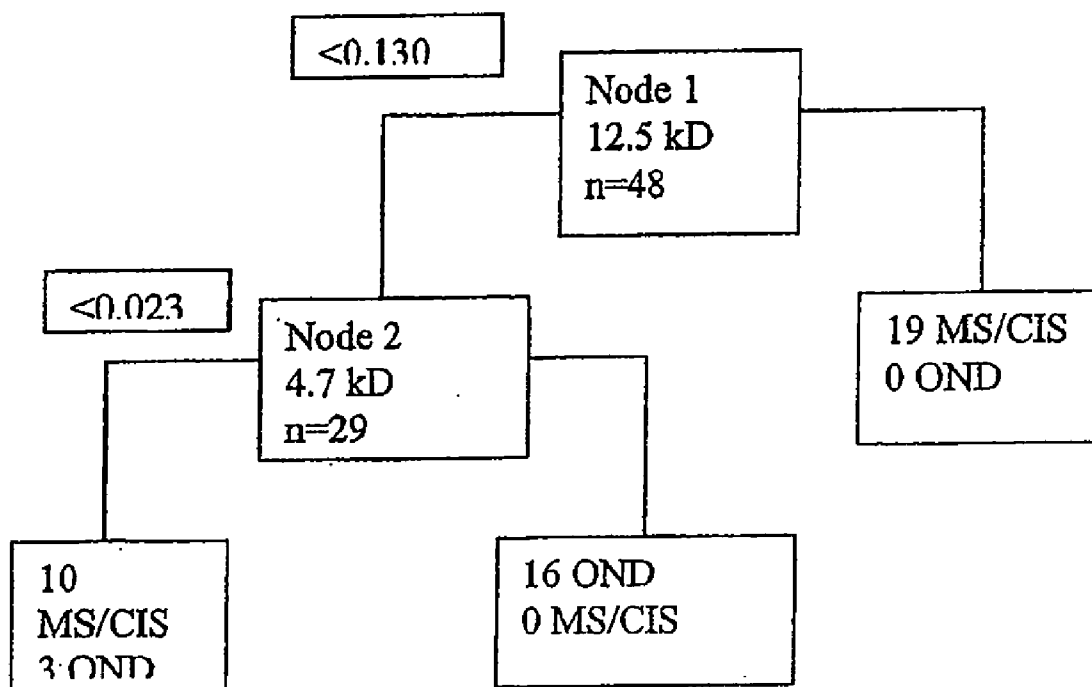 <0.130
Node 1
12.5 kD
n=48
<0.023
Node 2
4.7 kD
n=29
19 MS/CIS
0 OND
10
MS/CIS
3 OND
16 OND
0 MS/CIS